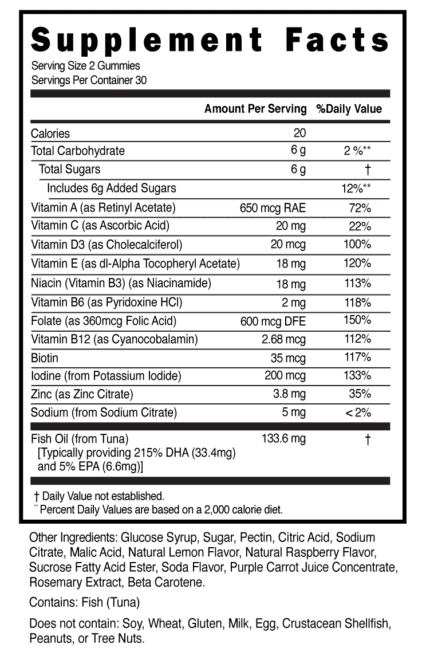 Supplement Facts
Serving Size 2 Gummies
Servings Per Container 30
Amount Per Serving %Daily Value
Calories 20
Total Carbohydrate 6 g 2 %**
Total Sugars 6 g †
Includes 6g Added Sugars 12%**
Vitamin A (as Retinyl Acetate) 650 mcg RAE 72%
Vitamin C (as Ascorbic Acid) 20 mg 22%
Vitamin D3 (as Cholecalciferol) 20 mcg 100%
Vitamin E (as dl-Alpha Tocopheryl Acetate) 18 mg 120%
Niacin (Vitamin B3) (as Niacinamide) 18 mg 113%
Vitamin B6 (as Pyridoxine HCl) 2 mg 118%
Folate (as 360mcg Folic Acid) 600 mcg DFE 150%
Vitamin B12 (as Cyanocobalamin) 2.68 mcg 112%
Biotin 35 mcg 117%
Iodine (from Potassium Iodide) 200 mcg 133%
Zinc (as Zinc Citrate) 3.8 mg 35%
Sodium (from Sodium Citrate) 5 mg <2%
Fish Oil (from Tuna) 133.6 mg †
[Typically providing 215% DHA (33.4mg)
and 5% EPA (6.6mg)]
† Daily Value not established.
** Percent Daily Values are based on a 2,000 calorie diet.
Other Ingredients: Glucose Syrup, Sugar, Pectin, Citric Acid, Sodium
Citrate, Malic Acid, Natural Lemon Flavor, Natural Raspberry Flavor,
Sucrose Fatty Acid Ester, Soda Flavor, Purple Carrot Juice Concentrate,
Rosemary Extract, Beta Carotene.
Contains: Fish (Tuna)
Does not contain: Soy, Wheat, Gluten, Milk, Egg, Crustacean Shellfish,
Peanuts, or Tree Nuts.